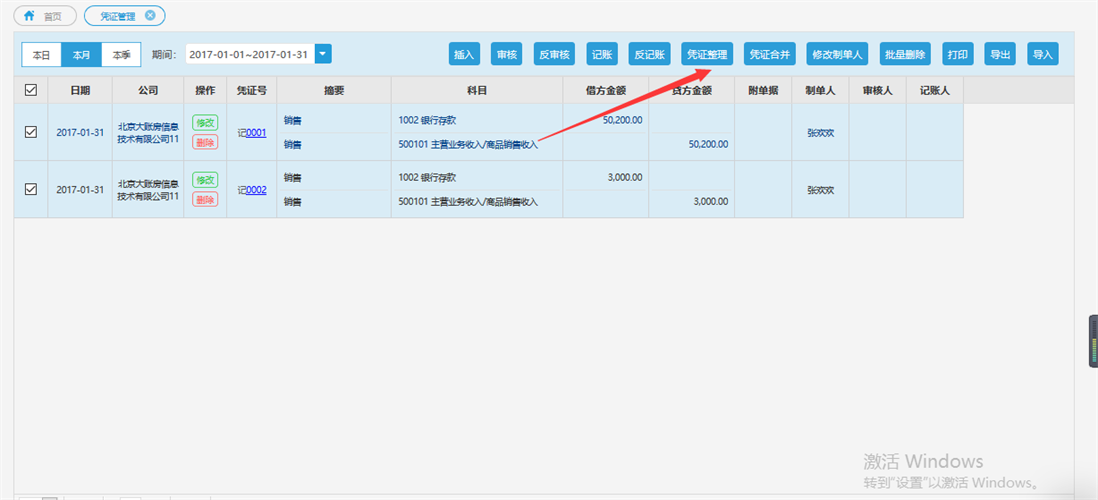 首页 凭证管理
本日 本月 本季 期间： 2017-01-01~2017-01-31 插入 审核 反审核 记账 反记账 凭证整理 凭证合并 修改制单人 批量删除 打印 导出 导入
日期 公司 操作 凭证号 摘要 科目 借方金额 贷方金额 附单据 制单人 审核人 记账人
销售 1002 银行存款 50,200.00
2017-01-31 北京大账房信息技术有限公司11 修改 删除 记0001 张欢欢
销售 500101 主营业务收入/商品销售收入 50,200.00
销售 1002 银行存款 3,000.00
2017-01-31 北京大账房信息技术有限公司11 修改 删除 记0002 张欢欢
销售 500101 主营业务收入/商品销售收入 3,000.00
激活 Windows
转到"设置"以激活 Windows。